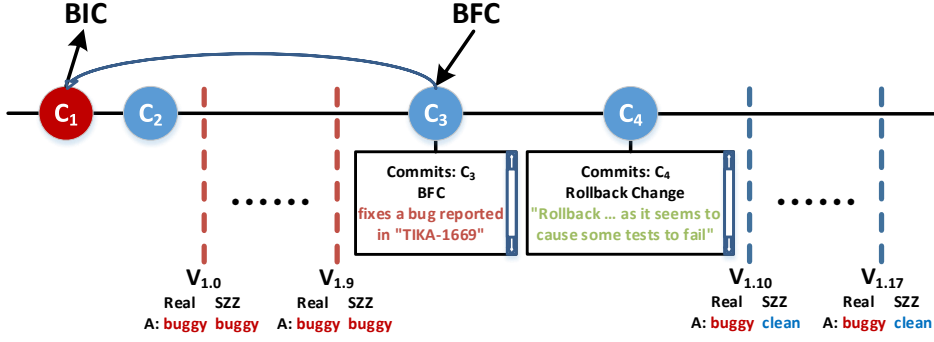 BIC
BFC
C1
C2
C3
C4
Commits: C3
BFC
fixes a bug reported
in "TIKA-1669"
Commits: C4
Rollback Change
"Rollback ... as it seems to
cause some tests to fail"
......
......
V1.0
Real SZZ
A: buggy buggy
V1.9
Real SZZ
A: buggy buggy
V1.10
Real SZZ
A: buggy clean
V1.17
Real SZZ
A: buggy clean